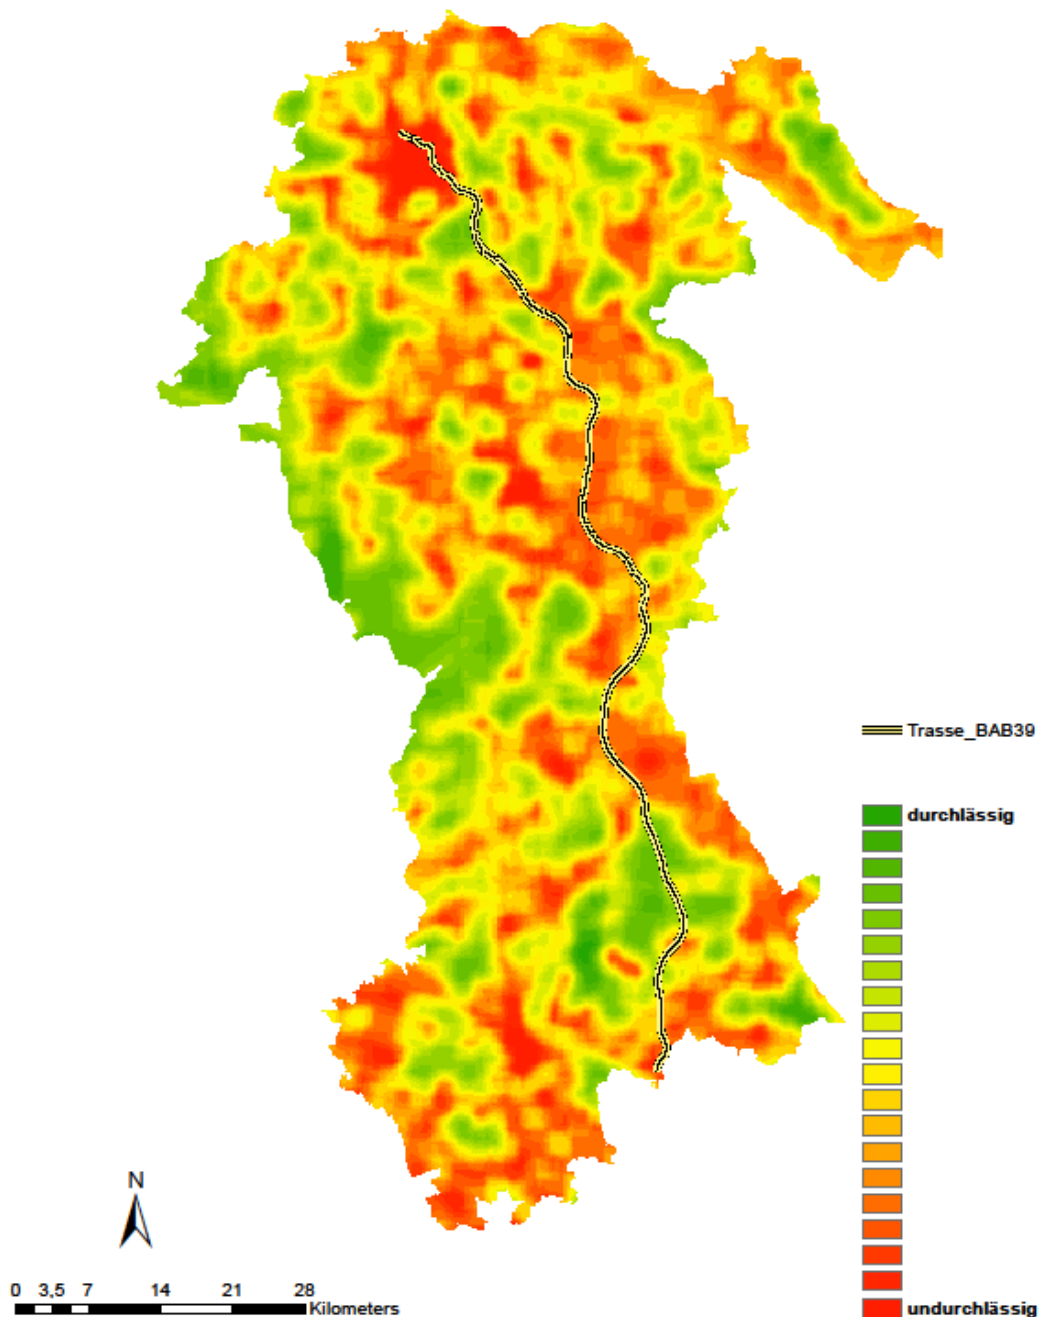 Trasse_BAB39
durchlässig
undurchlässig
N
0 3,5 7 14 21 28
Kilometers